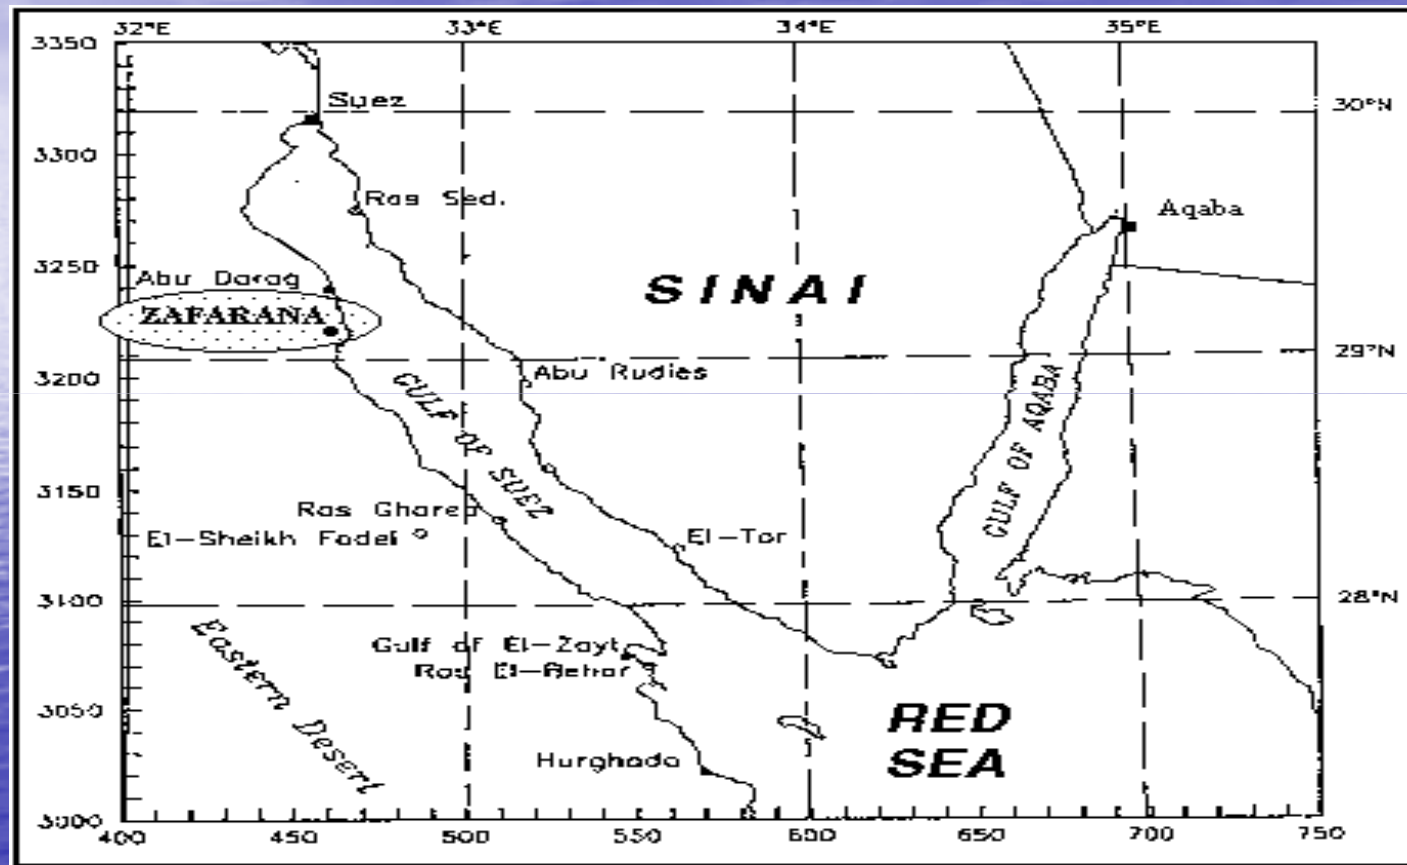 32°E 33°E 34°E 35°E
3350
Suez
30°N
3300
Ras Sed.
Aqaba
3250
Abu Darag
SINAI
ZAFARANA
29°N
3200
Abu Rudies
GULF OF SUEZ
GULF OF AQABA
3150
Ras Ghareb
El-Sheikh Fadel
El-Tor
3100
28°N
Eastern Desert
Gulf of El-Zayt
Ras El-
3050
RED
SEA
Hurghada
3000
400 450 500 550 600 650 700 750